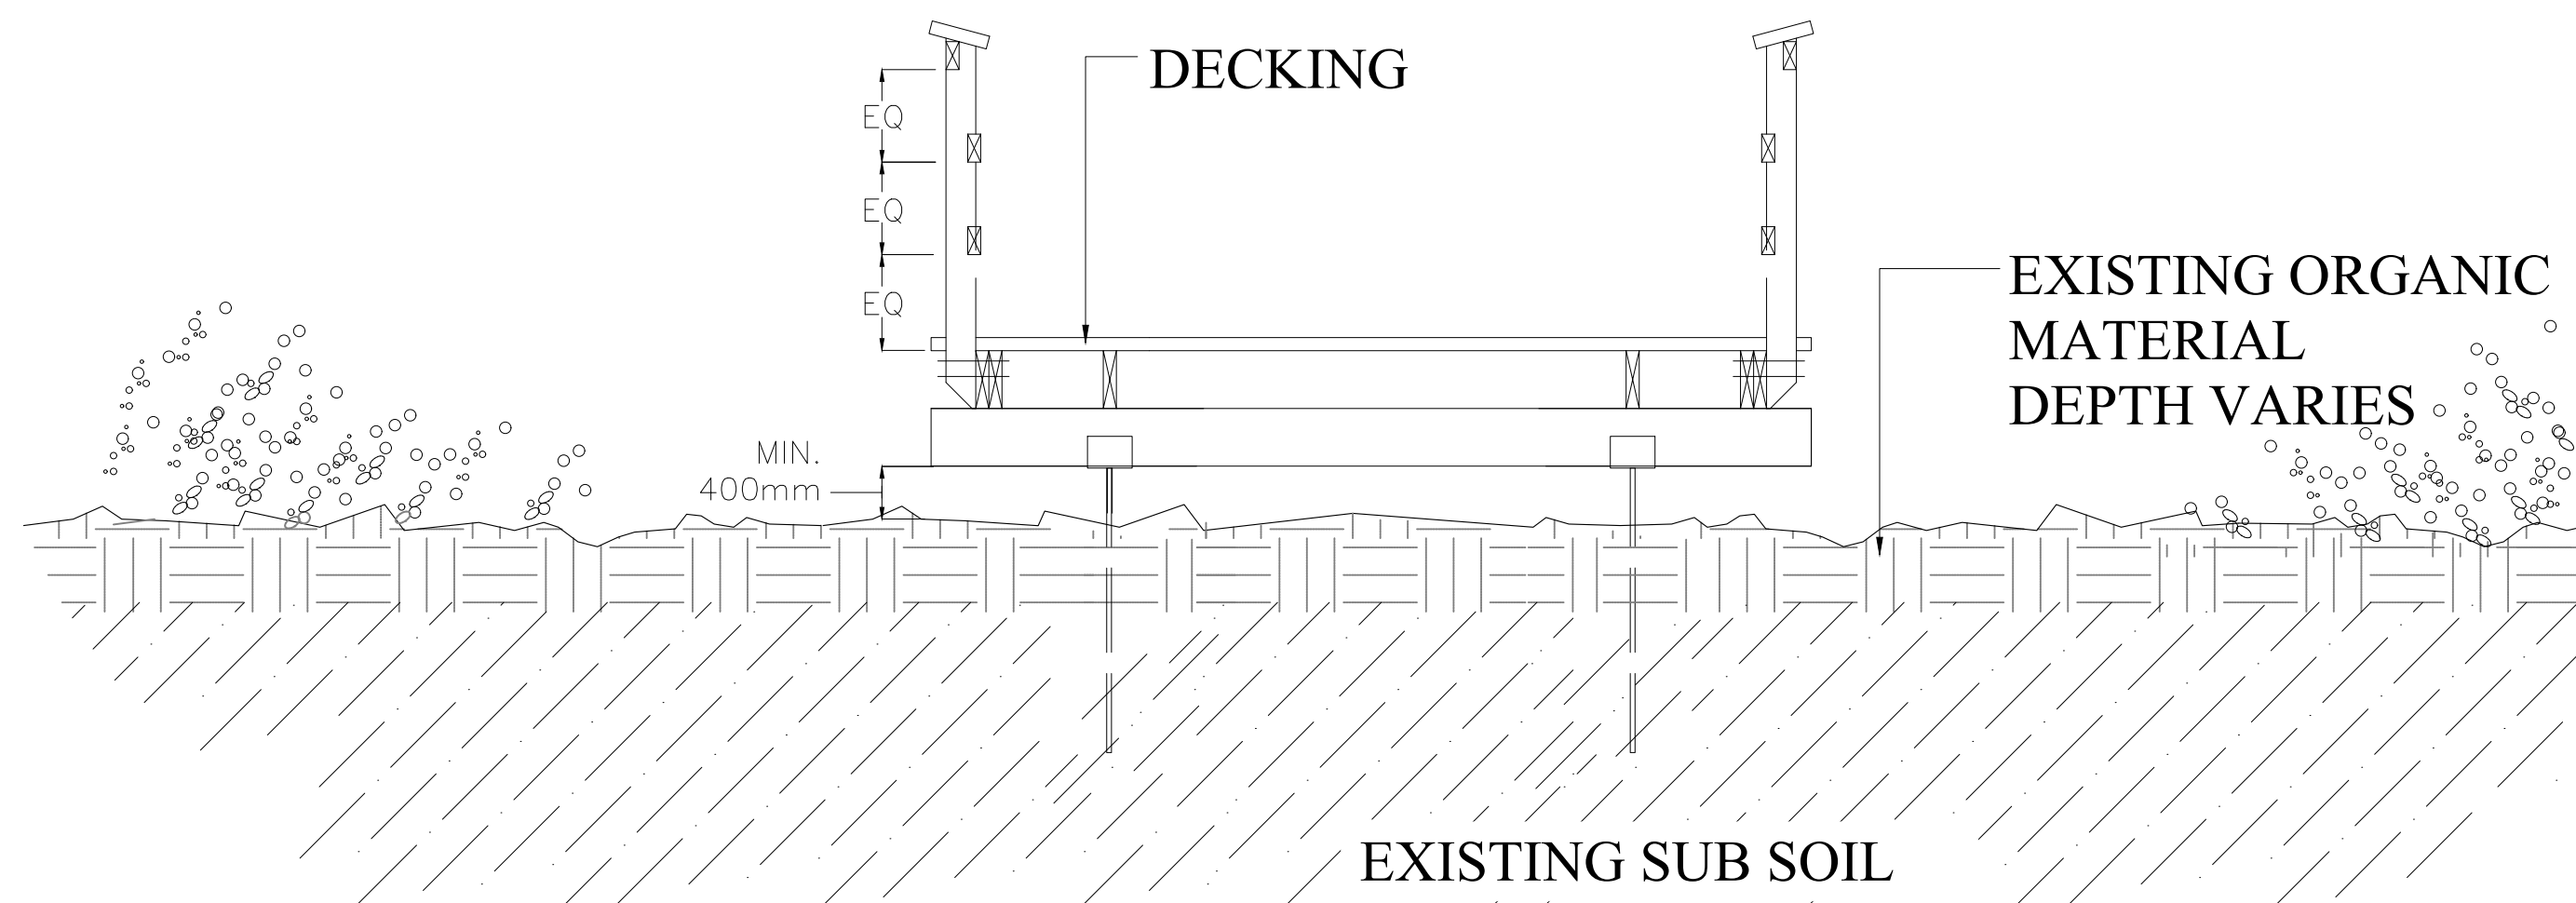 DECKING
EQ
EQ
EQ
EXISTING ORGANIC
MATERIAL
DEPTH VARIES
MIN.
400mm
EXISTING SUB SOIL